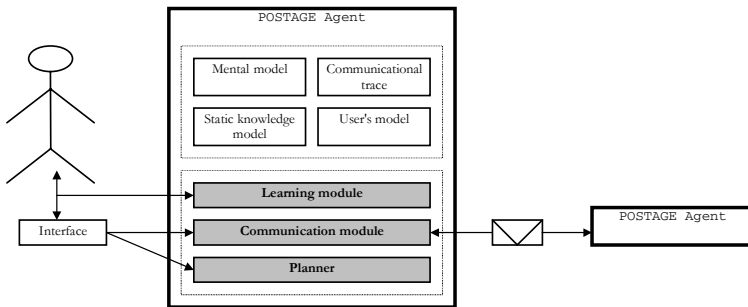 POSTAGE Agent
Mental model
Communicational
trace
Static knowledge
model
User's model
Learning module
Interface
Communication module
Planner
POSTAGE Agent